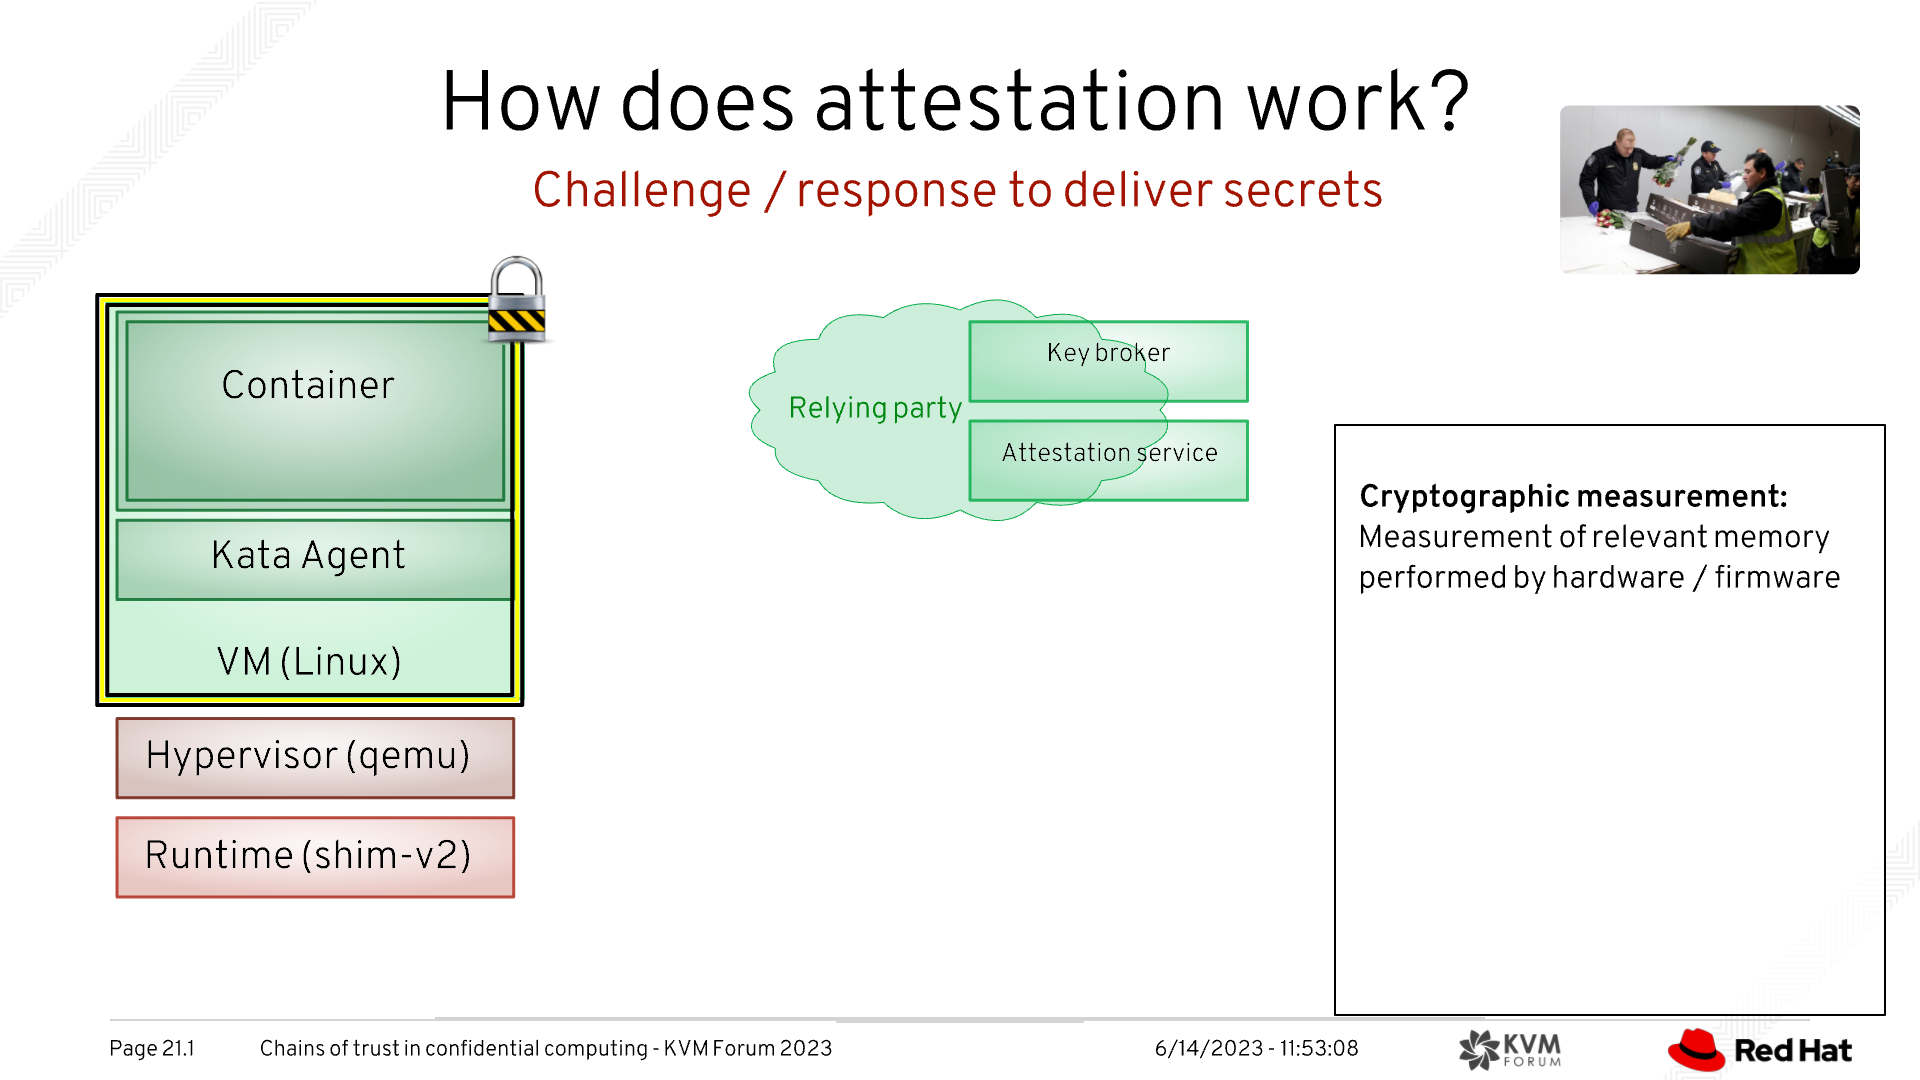 How does attestation work?
Challenge / response to deliver secrets
Container
Kata Agent
VM (Linux)
Hypervisor (qemu)
Runtime (shim-v2)
Relying party
Key broker
Attestation service
Cryptographic measurement:
Measurement of relevant memory
performed by hardware / firmware
Page 21.1
Chains of trust in confidential computing - KVM Forum 2023
6/14/2023 - 11:53:08
KVM
FORUM
Red Hat